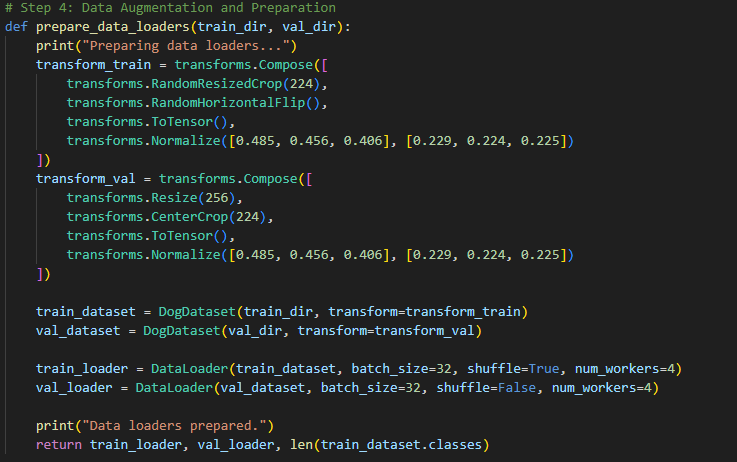 # Step 4: Data Augmentation and Preparation
def prepare_data_loaders(train_dir, val_dir):
    print("Preparing data loaders...")
    transform_train = transforms.Compose([
        transforms.RandomResizedCrop(224),
        transforms.RandomHorizontalFlip(),
        transforms.ToTensor(),
        transforms.Normalize([0.485, 0.456, 0.406], [0.229, 0.224, 0.225])
    ])
    transform_val = transforms.Compose([
        transforms.Resize(256),
        transforms.CenterCrop(224),
        transforms.ToTensor(),
        transforms.Normalize([0.485, 0.456, 0.406], [0.229, 0.224, 0.225])
    ])

    train_dataset = DogDataset(train_dir, transform=transform_train)
    val_dataset = DogDataset(val_dir, transform=transform_val)

    train_loader = DataLoader(train_dataset, batch_size=32, shuffle=True, num_workers=4)
    val_loader = DataLoader(val_dataset, batch_size=32, shuffle=False, num_workers=4)

    print("Data loaders prepared.")
    return train_loader, val_loader, len(train_dataset.classes)